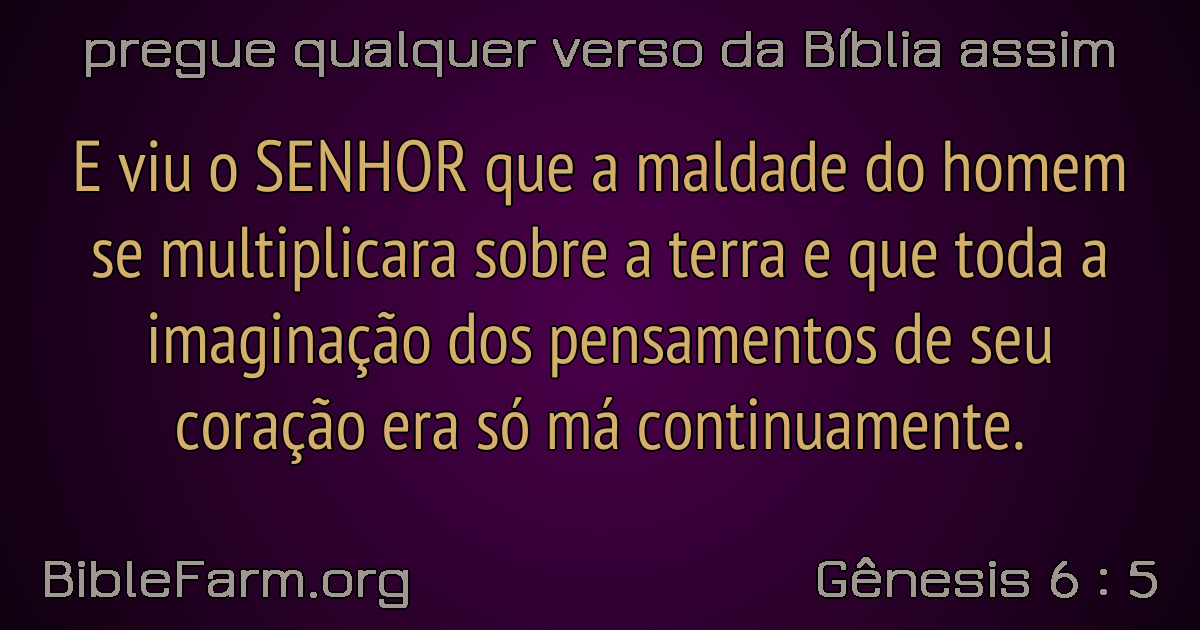 pregue qualquer verso da Bíblia assim
E viu o SENHOR que a maldade do homem
se multiplicara sobre a terra e que toda a
imaginação dos pensamentos de seu
coração era só má continuamente.
BibleFarm.org
Gênesis 6 : 5